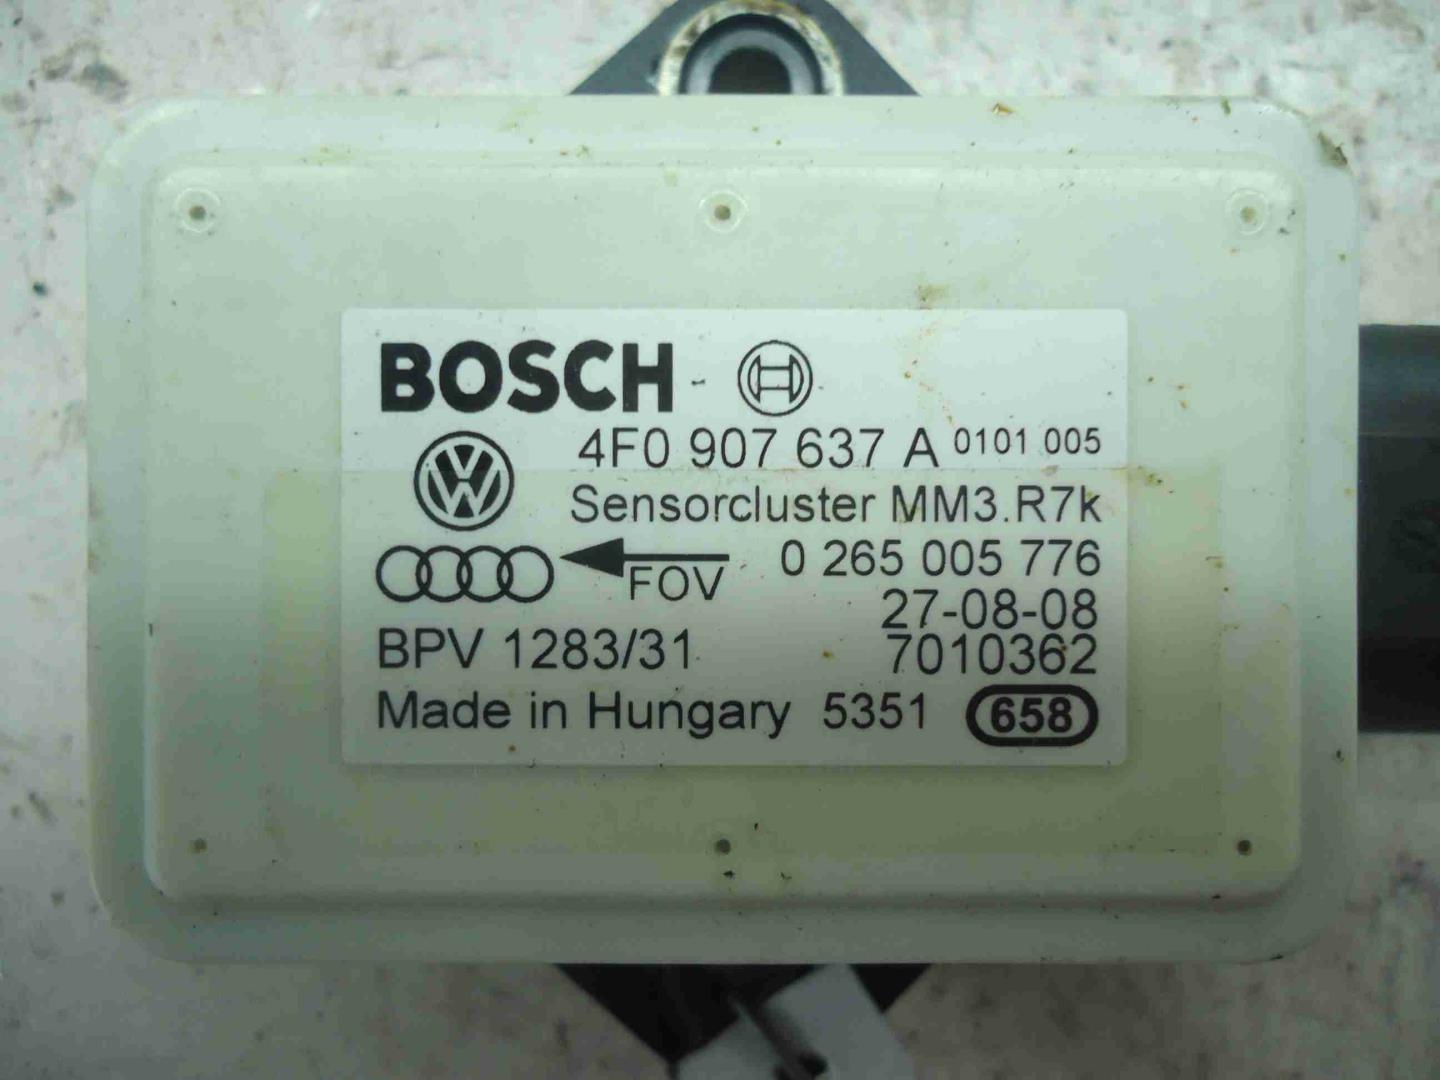 BOSCH
4F0 907 637 A 0101 005
Sensorcluster MM3.R7k
FOV 0 265 005 776
27-08-08
BPV 1283/31 7010362
Made in Hungary 5351 658